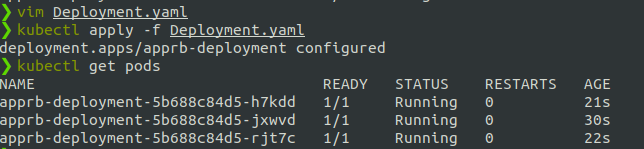 ❯ vim Deployment.yaml
❯ kubectl apply -f Deployment.yaml
deployment.apps/apprb-deployment configured
❯ kubectl get pods
NAME READY STATUS RESTARTS AGE
apprb-deployment-5b688c84d5-h7kdd 1/1 Running 0 21s
apprb-deployment-5b688c84d5-jxwvd 1/1 Running 0 30s
apprb-deployment-5b688c84d5-rjt7c 1/1 Running 0 22s